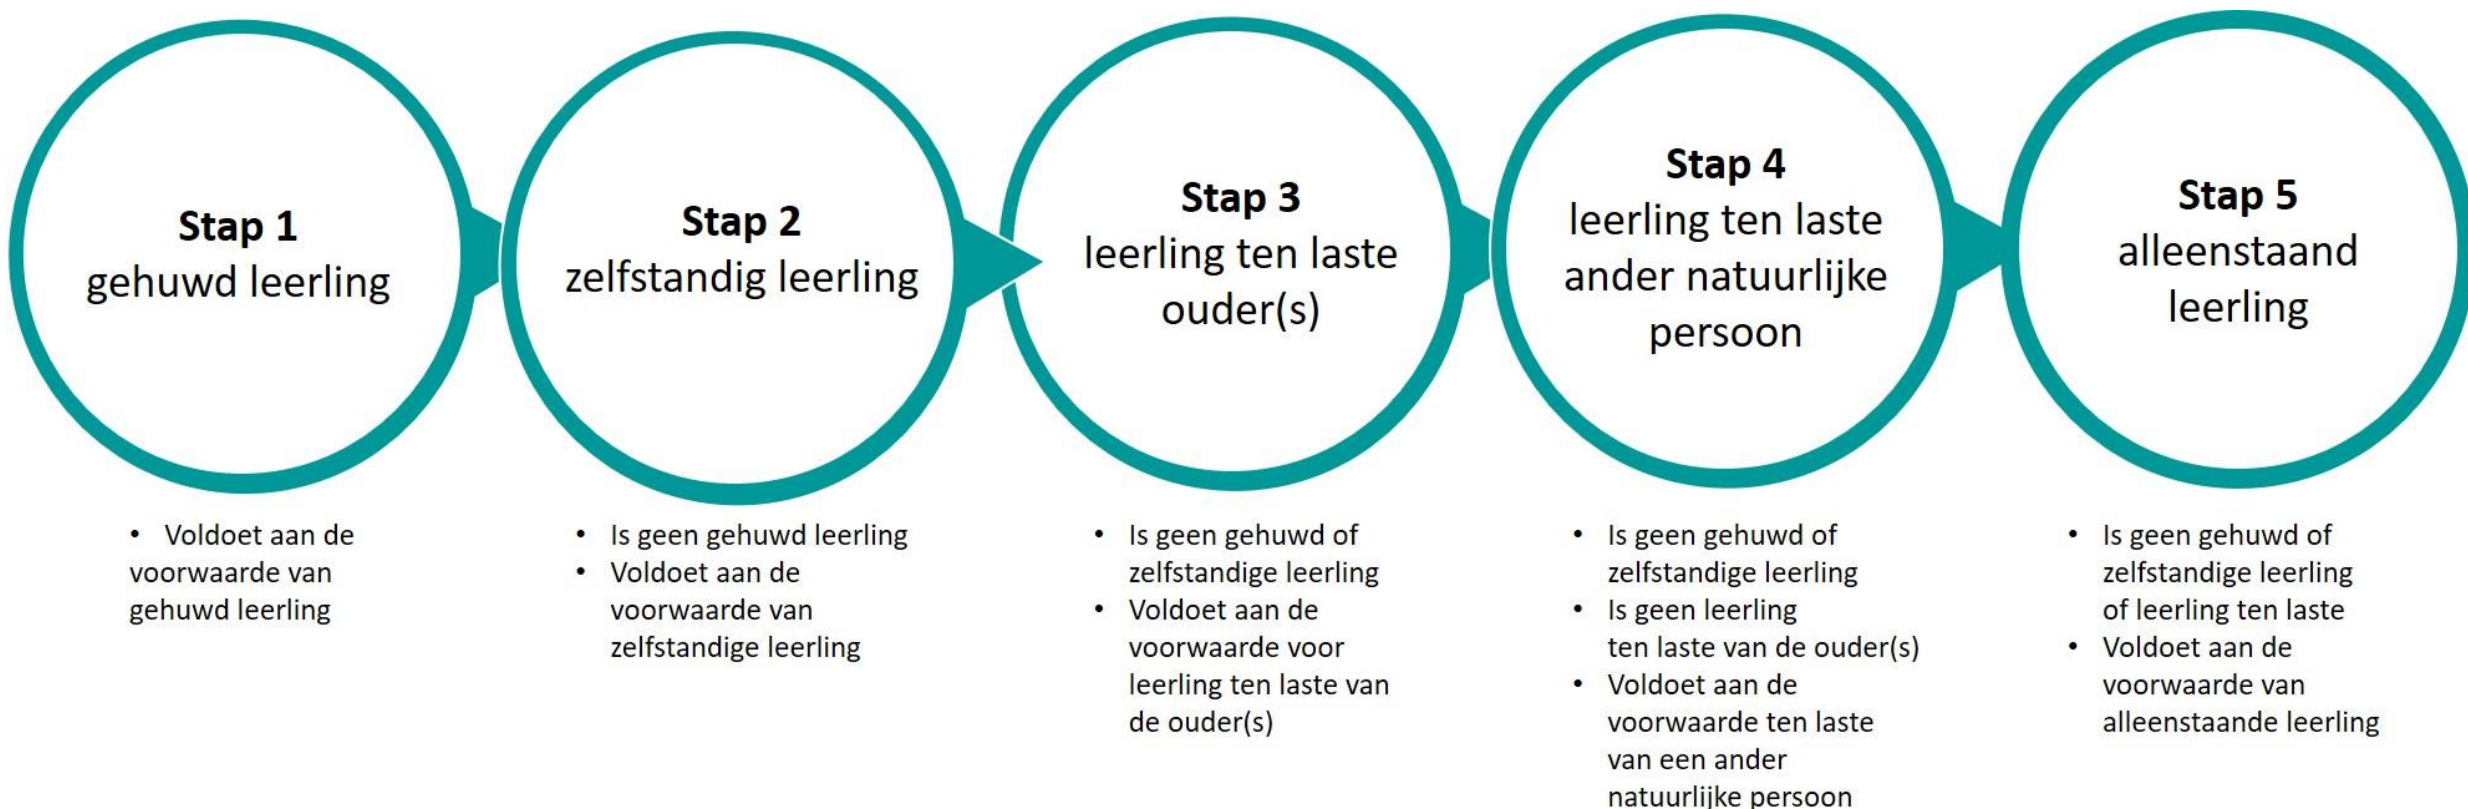 Stap 1
gehuwd leerling
• Voldoet aan de
voorwaarde van
gehuwd leerling
Stap 2
zelfstandig leerling
• Is geen gehuwd leerling
• Voldoet aan de
voorwaarde van
zelfstandige leerling
Stap 3
leerling ten laste
ouder(s)
• Is geen gehuwd of
zelfstandige leerling
• Voldoet aan de
voorwaarde voor
leerling ten laste van
de ouder(s)
Stap 4
leerling ten laste
ander natuurlijke
persoon
• Is geen gehuwd of
zelfstandige leerling
• Is geen leerling
ten laste van de ouder(s)
• Voldoet aan de
voorwaarde ten laste
van een ander
natuurlijke persoon
Stap 5
alleenstaand
leerling
• Is geen gehuwd of
zelfstandige leerling
of leerling ten laste
• Voldoet aan de
voorwaarde van
alleenstaande leerling